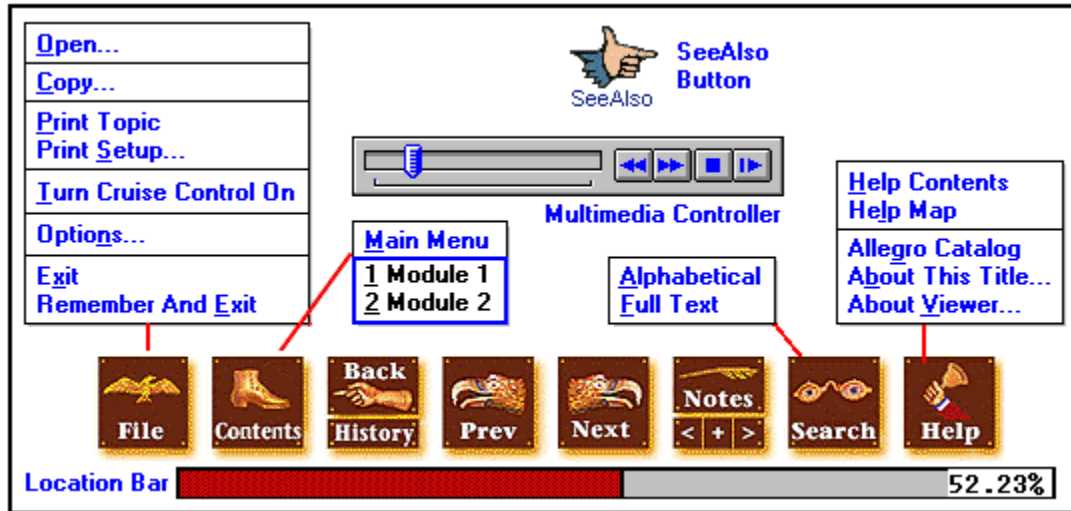 Open...
Copy...
Print Topic
Print Setup...
Turn Cruise Control On
Options...
Exit
Remember And Exit
SeeAlso
SeeAlso
Button
Multimedia Controller
Main Menu
1 Module 1
2 Module 2
Alphabetical
Full Text
Help Contents
Help Map
Allegro Catalog
About This Title...
About Viewer...
File
Contents
Back
History
Prev
Next
Notes
< + >
Search
Help
Location Bar 52.23%